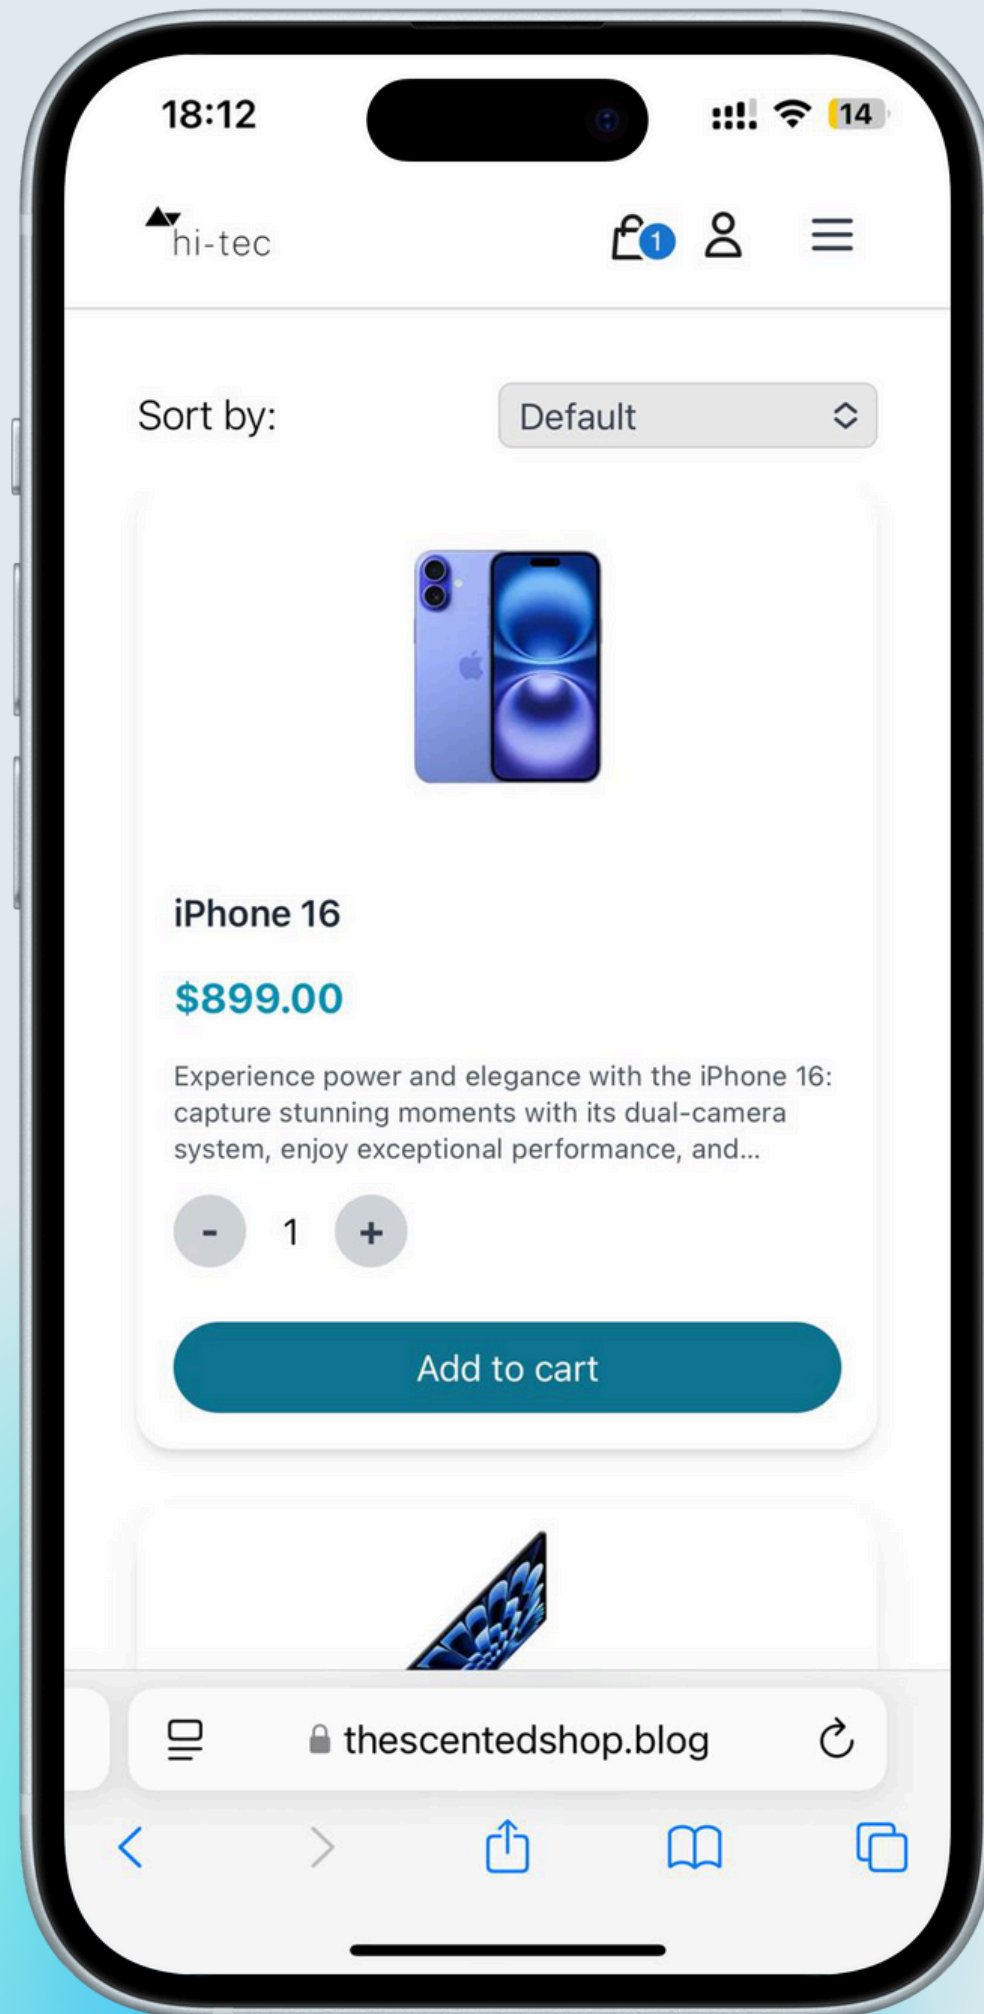 18:12
14
hi-tec
1
Sort by:
Default
iPhone 16
$899.00
Experience power and elegance with the iPhone 16:
capture stunning moments with its dual-camera
system, enjoy exceptional performance, and...
- 1 +
Add to cart
thescentedshop.blog